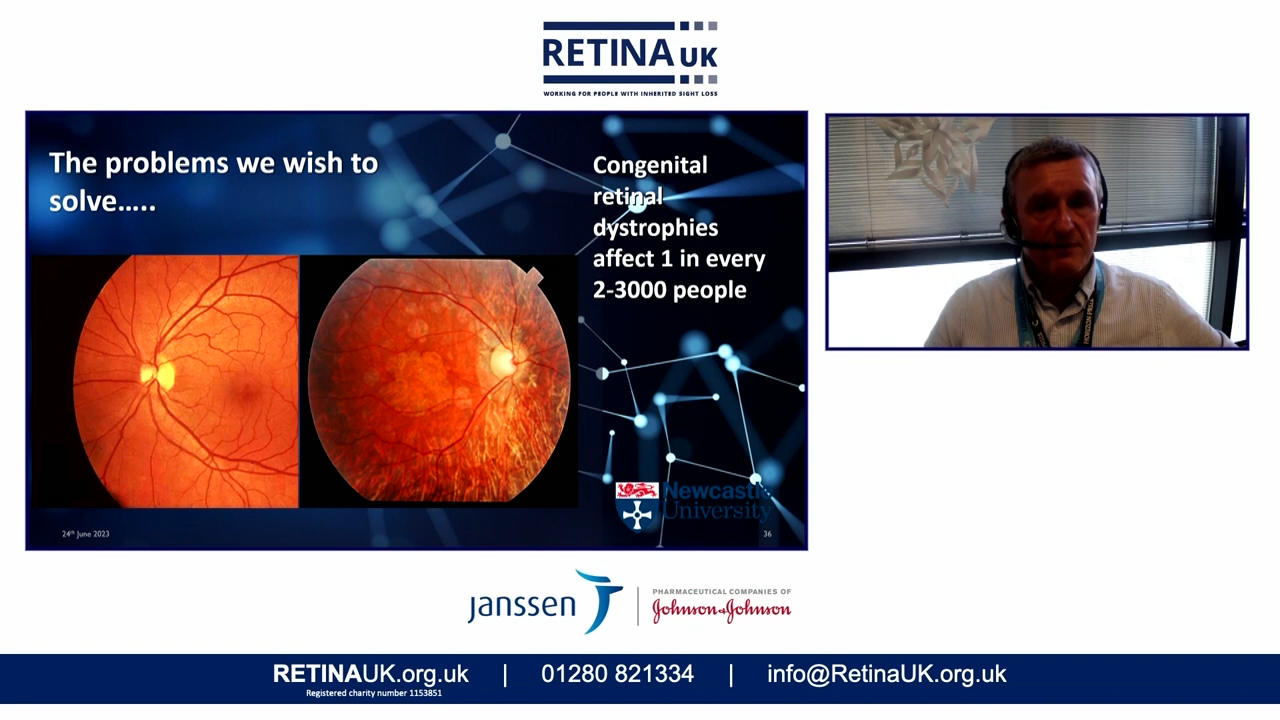 RETINA UK
WORKING FOR PEOPLE WITH INHERITED SIGHT LOSS
The problems we wish to
solve.....
Congenital
retinal
dystrophies
affect 1 in every
2-3000 people
Newcastle
University
24th June 2023
36
janssen
PHARMACEUTICAL COMPANIES OF
Johnson & Johnson
RETINAUK.org.uk | 01280 821334 | info@RetinaUK.org.uk
Registered charity number 1153851